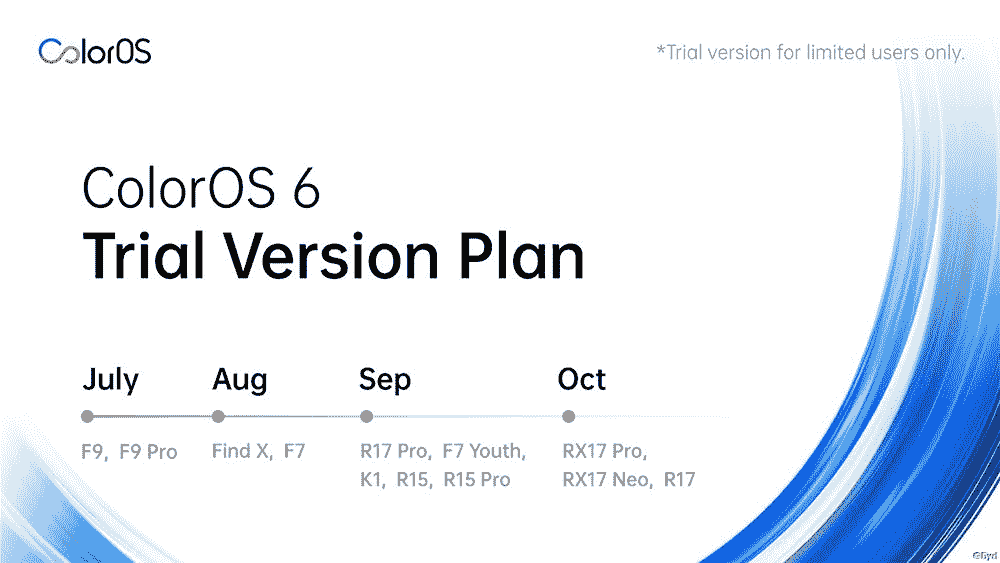 ColorOS
*Trial version for limited users only.
ColorOS 6
Trial Version Plan
July Aug Sep Oct
F9, F9 Pro Find X, F7 R17 Pro, F7 Youth, RX17 Pro,
K1, R15, R15 Pro RX17 Neo, R17